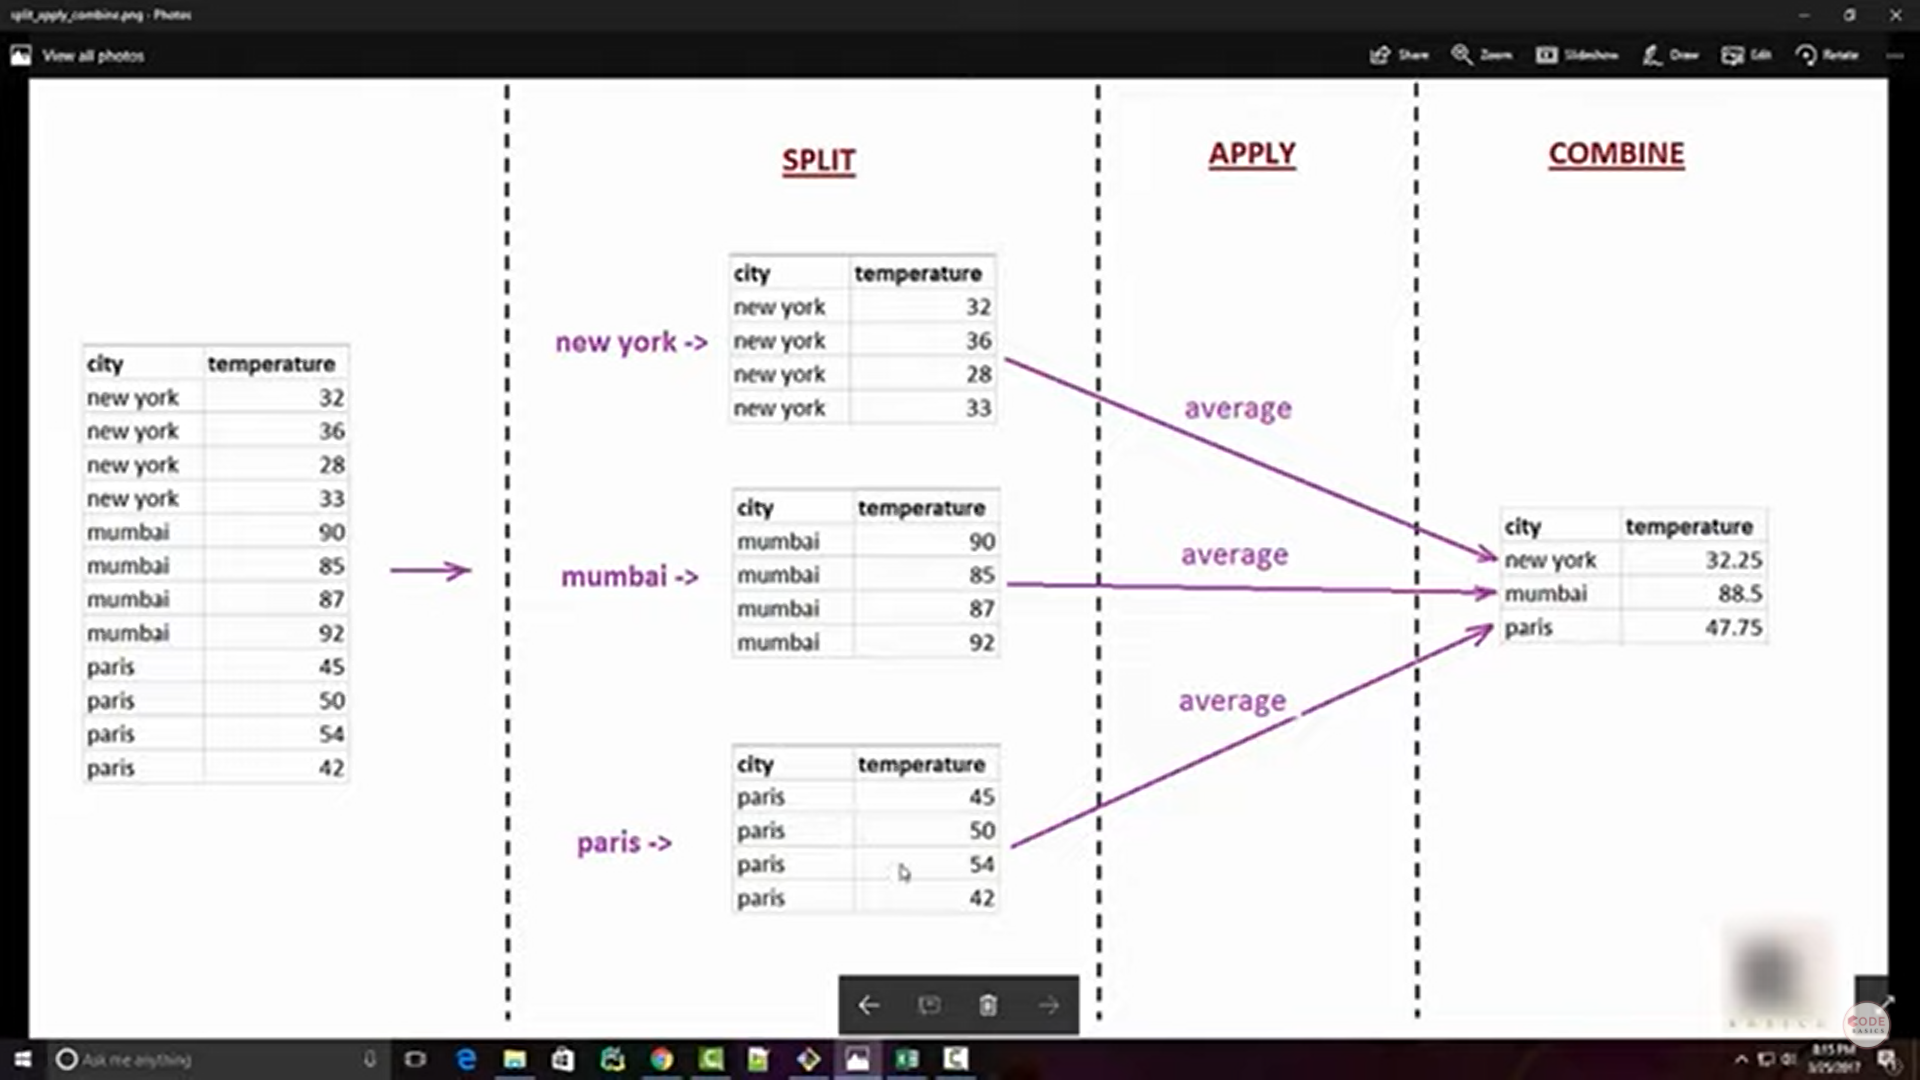 split_apply_combine.png - Photos
View all photos
Share Zoom Slideshow Draw Edit Rotate
SPLIT
APPLY
COMBINE
city temperature
new york 32
new york 36
new york 28
new york 33
mumbai 90
mumbai 85
mumbai 87
mumbai 92
paris 45
paris 50
paris 54
paris 42
new york ->
city temperature
new york 32
new york 36
new york 28
new york 33
mumbai ->
city temperature
mumbai 90
mumbai 85
mumbai 87
mumbai 92
paris ->
city temperature
paris 45
paris 50
paris 54
paris 42
average
average
average
city temperature
new york 32.25
mumbai 88.5
paris 47.75
CODE
BASICS
Ask me anything
8:15 PM
3/25/2017